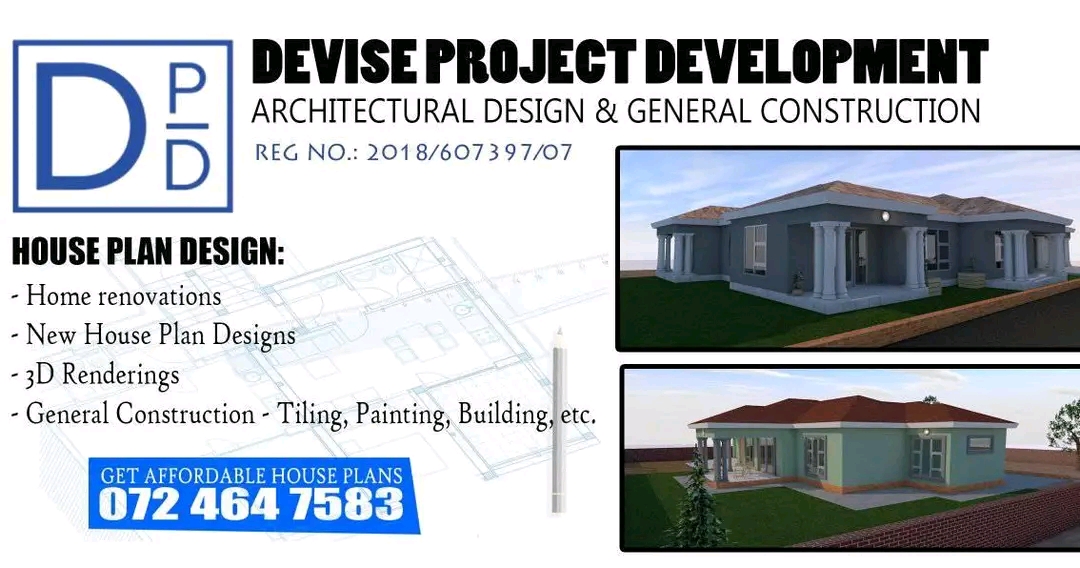 DPD
DEVISE PROJECT DEVELOPMENT
ARCHITECTURAL DESIGN & GENERAL CONSTRUCTION
REG NO.: 2018/607397/07
HOUSE PLAN DESIGN:
- Home renovations
- New House Plan Designs
- 3D Renderings
- General Construction - Tiling, Painting, Building, etc.
GET AFFORDABLE HOUSE PLANS
072 464 7583